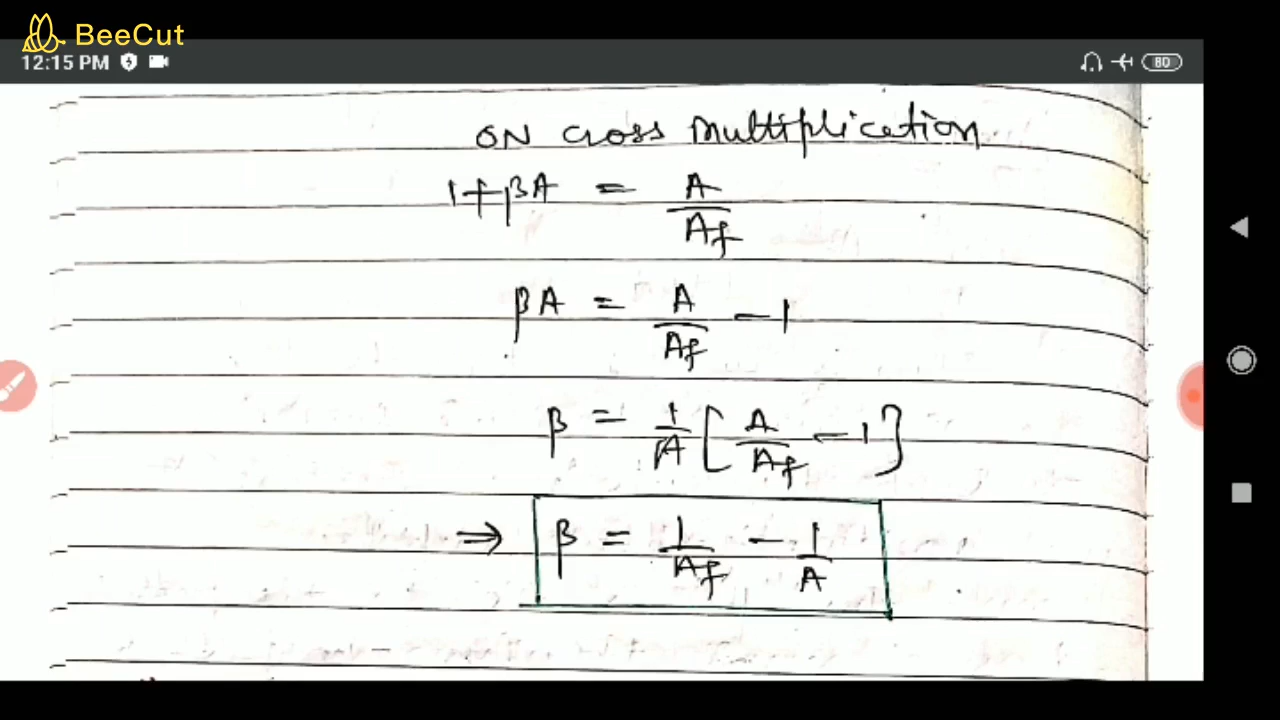 BeeCut
12:15 PM 80
ON cross multiplication
1+βA = A/Af
βA = A/Af - 1
β = 1/A [A/Af - 1]
⇒ β = 1/Af - 1/A